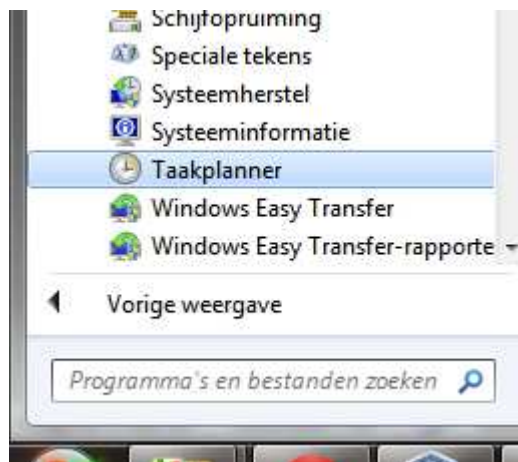 Schijfopruiming
Speciale tekens
Systeemherstel
Systeeminformatie
Taakplanner
Windows Easy Transfer
Windows Easy Transfer-rapporte
Vorige weergave
Programma's en bestanden zoeken